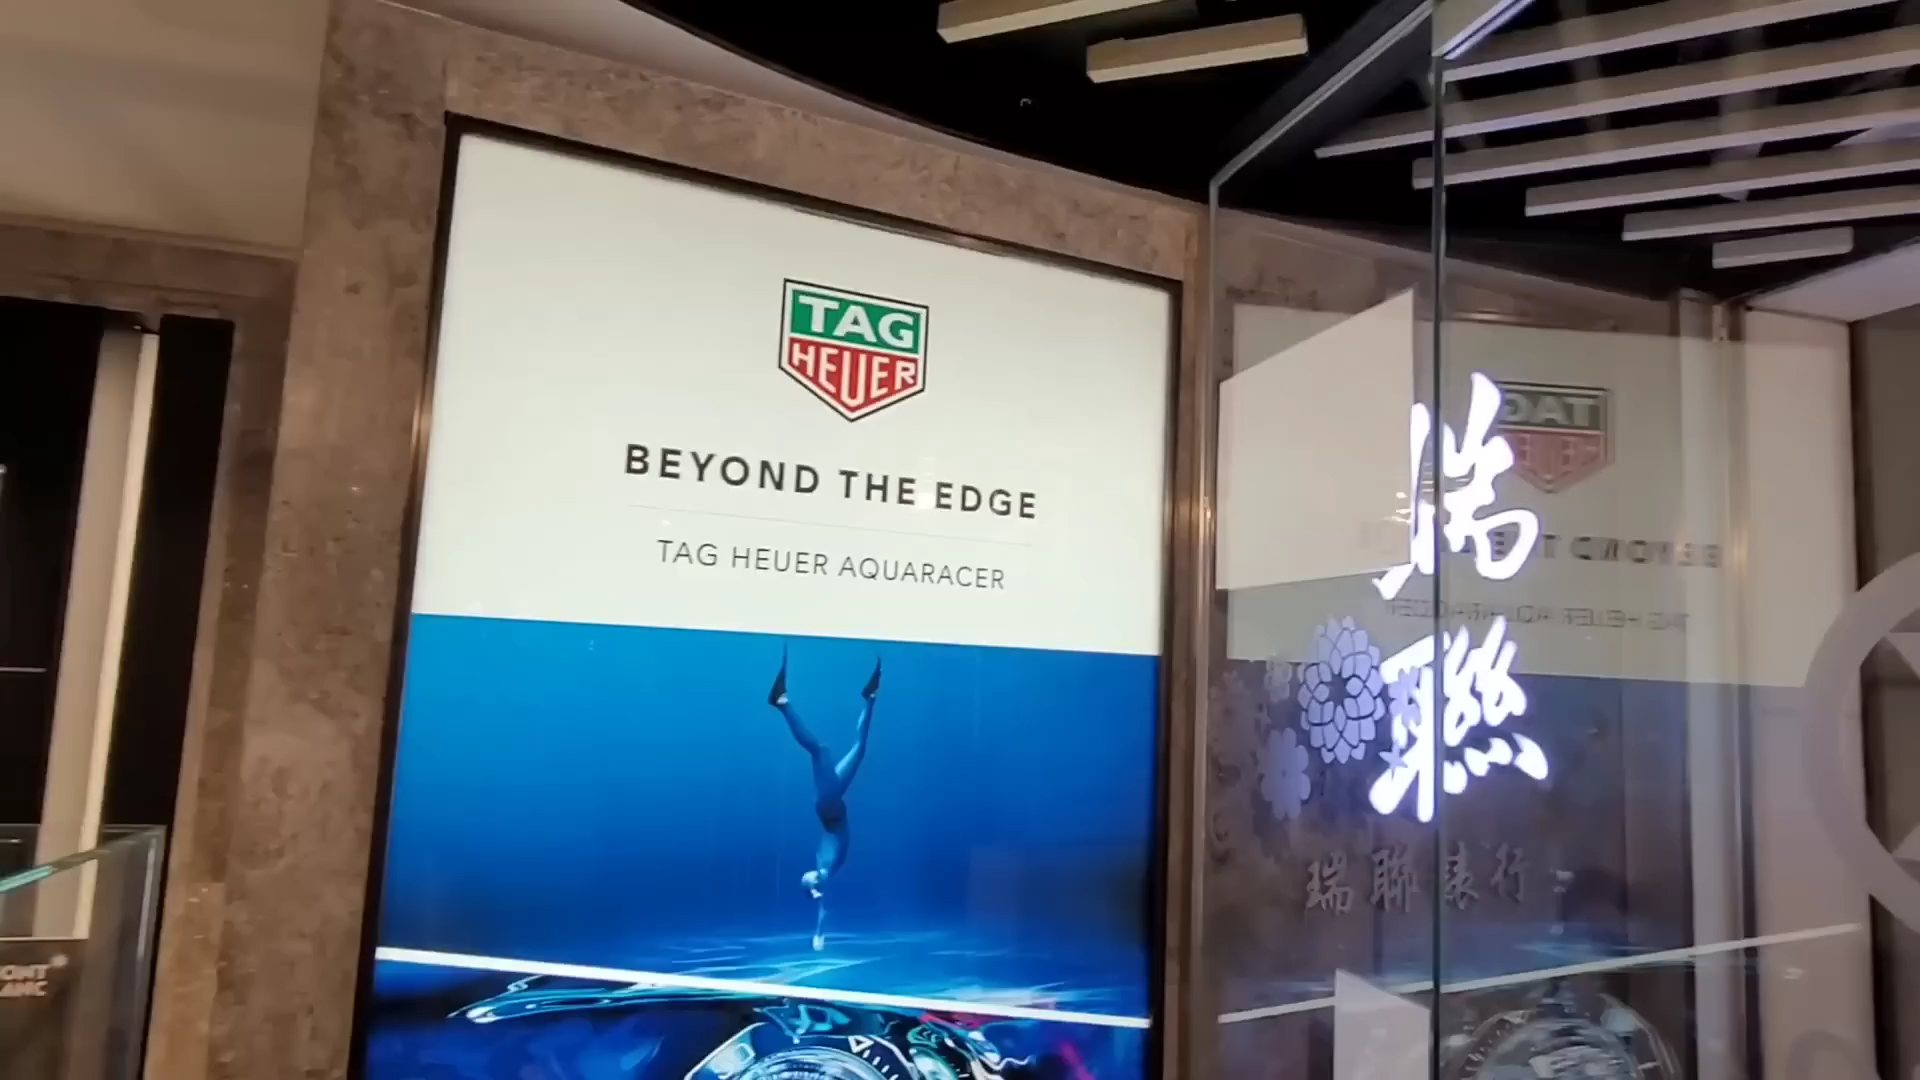 TAG
HEUER
BEYOND THE EDGE
TAG HEUER AQUARACER
瑞
聯
瑞聯錶行